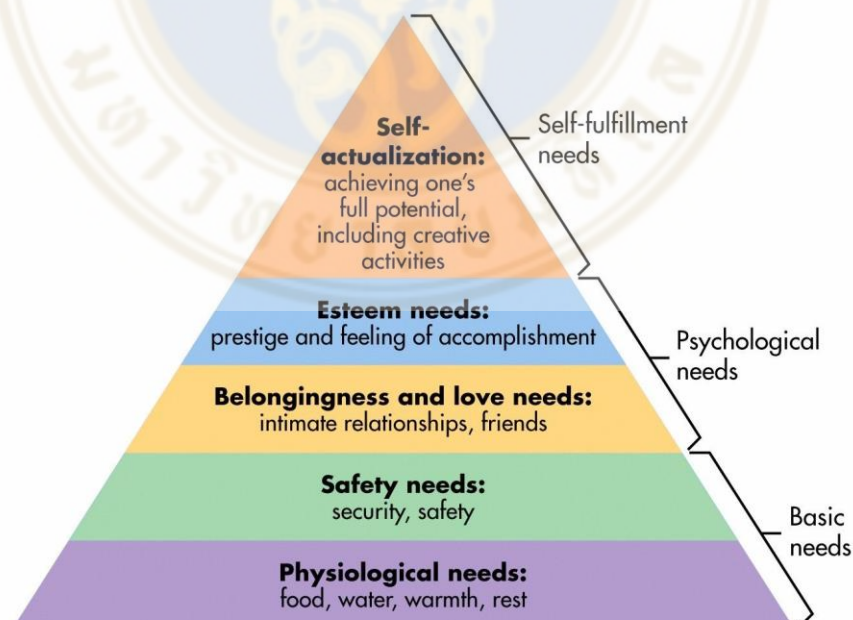 Self-
actualization:
achieving one's
full potential,
including creative
activities
Self-fulfillment
needs
Esteem needs:
prestige and feeling of accomplishment
Psychological
needs
Belongingness and love needs:
intimate relationships, friends
Safety needs:
security, safety
Basic
needs
Physiological needs:
food, water, warmth, rest